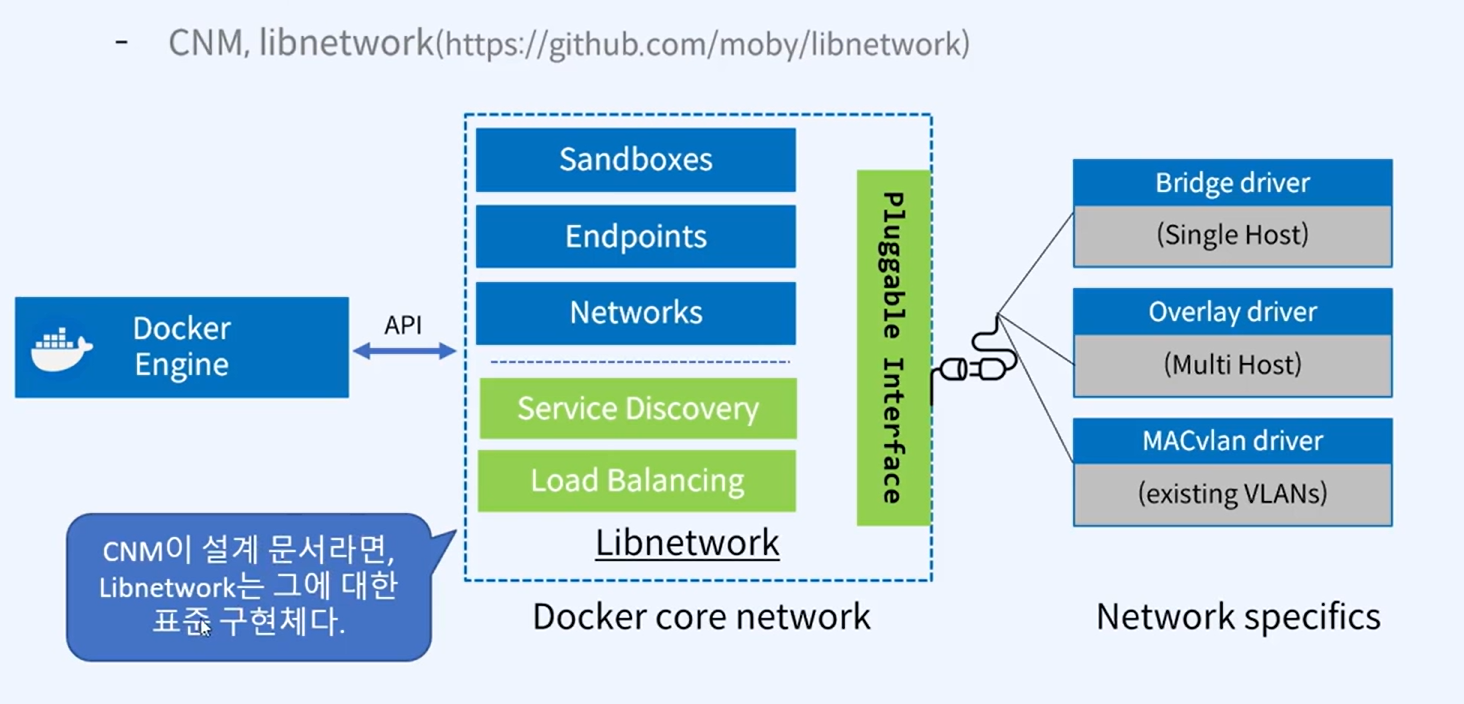 - CNM, libnetwork(https://github.com/moby/libnetwork)
Docker
Engine
API
Sandboxes
Endpoints
Networks
Service Discovery
Load Balancing
Libnetwork
Pluggable Interface
Docker core network
Bridge driver
(Single Host)
Overlay driver
(Multi Host)
MACvlan driver
(existing VLANs)
Network specifics
CNM이 설계 문서라면,
Libnetwork는 그에 대한
표준 구현체다.